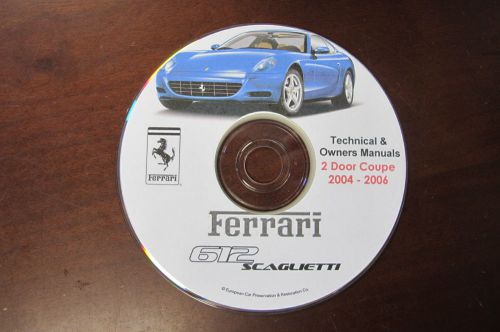 Technical &
Owners Manuals
2 Door Coupe
2004 - 2006
Ferrari
Ferrari
612
SCAGLIETTI
© European Car Preservation & Restoration Co.